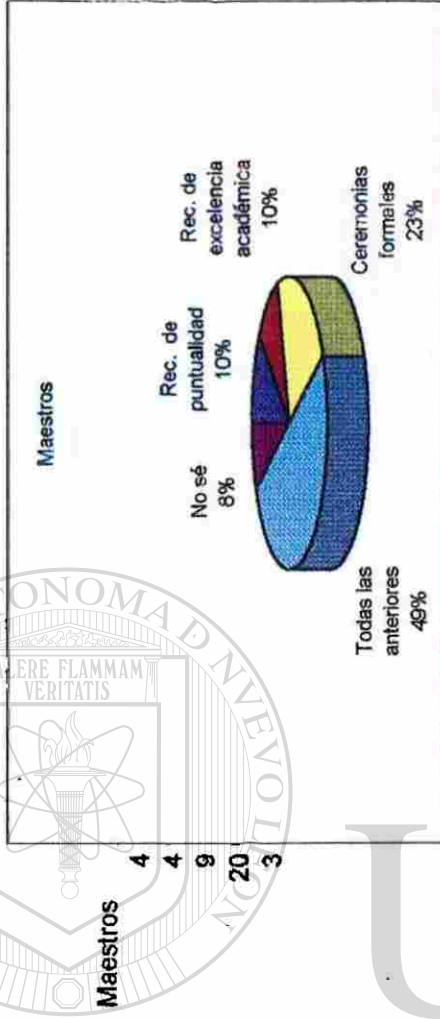 Maestros
4
4
9
20
3
Maestros
No sé
8%
Rec. de
puntualidad
10%
Rec. de
excelencia
académica
10%
Ceremonias
formales
23%
Todas las
anteriores
49%
ALERE FLAMMAM
VERITATIS